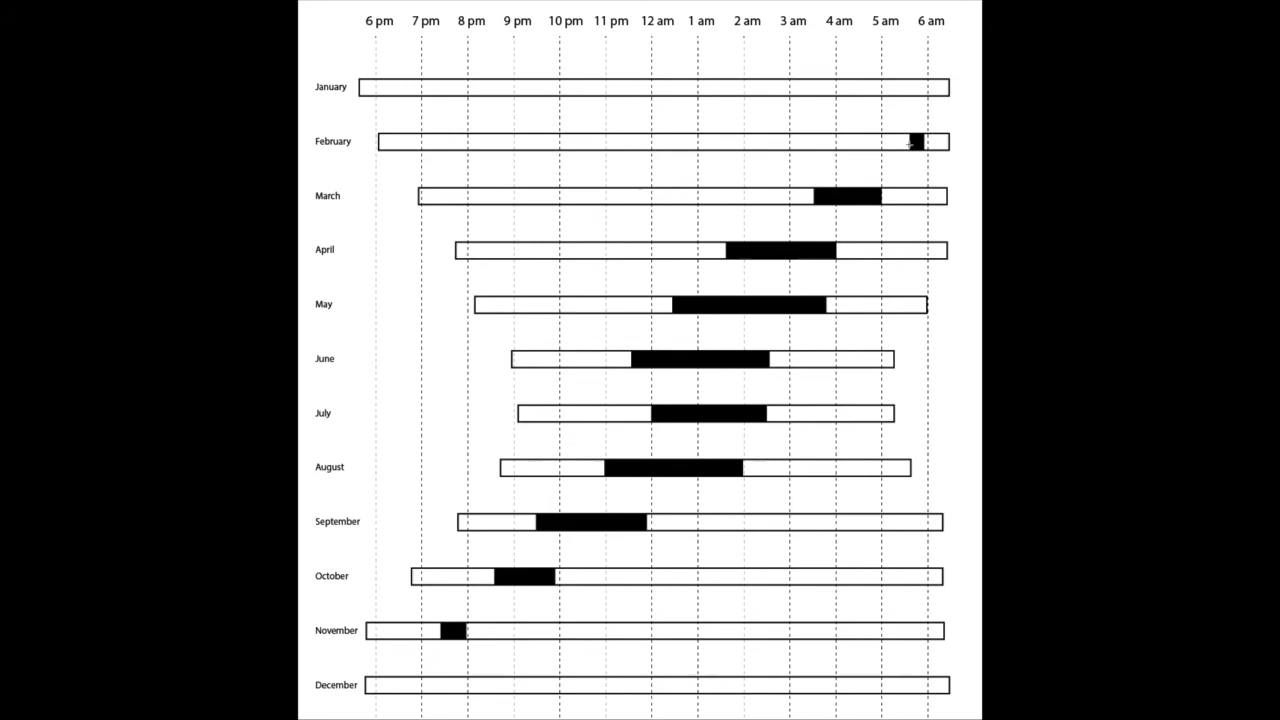 6 pm 7 pm 8 pm 9 pm 10 pm 11 pm 12 am 1 am 2 am 3 am 4 am 5 am 6 am
January
February
March
April
May
June
July
August
September
October
November
December